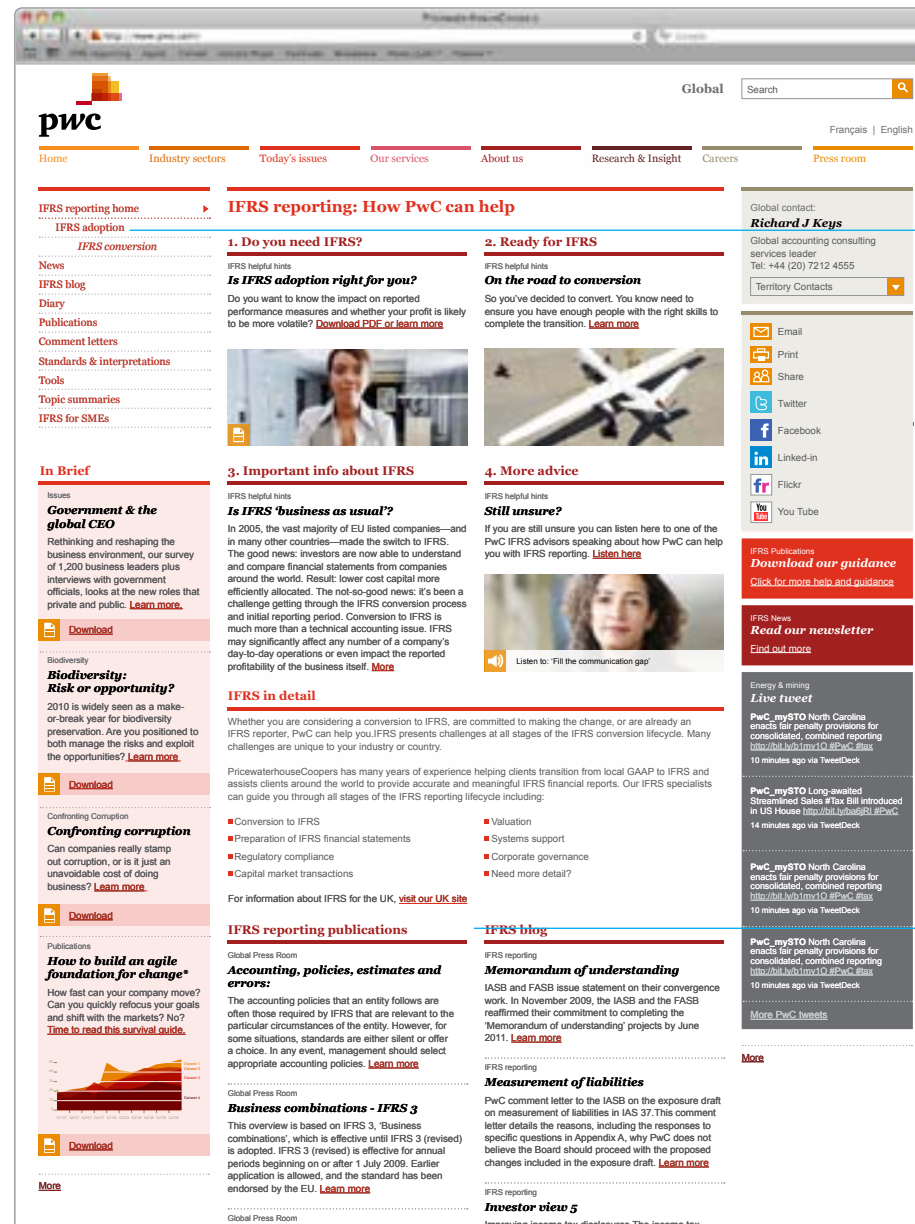 PricewaterhouseCoopers
pwc
Global
Search
Français | English
Home
Industry sectors
Today's issues
Our services
About us
Research & Insight
Careers
Press room
IFRS reporting home
IFRS adoption
IFRS conversion
News
IFRS blog
Diary
Publications
Comment letters
Standards & interpretations
Tools
Topic summaries
IFRS for SMEs
In Brief
Issues
Government & the
global CEO
Rethinking and reshaping the
business environment, our survey
of 1,200 business leaders plus
interviews with government
officials, looks at the new roles that
private and public. Learn more.
Download
Biodiversity
Biodiversity:
Risk or opportunity?
2010 is widely seen as a make-
or-break year for biodiversity
preservation. Are you positioned to
both manage the risks and exploit
the opportunities? Learn more
Download
Confronting Corruption
Confronting corruption
Can companies really stamp
out corruption, or is it just an
unavoidable cost of doing
business? Learn more
Download
Publications
How to build an agile
foundation for change*
How fast can your company move?
Can you quickly refocus your goals
and shift with the markets? No?
Time to read this survival guide.
Download
More
IFRS reporting: How PwC can help
1. Do you need IFRS?
IFRS helpful hints
Is IFRS adoption right for you?
Do you want to know the impact on reported
performance measures and whether your profit is likely
to be more volatile? Download PDF or learn more
2. Ready for IFRS
IFRS helpful hints
On the road to conversion
So you've decided to convert. You know need to
ensure you have enough people with the right skills to
complete the transition. Learn more
3. Important info about IFRS
IFRS helpful hints
Is IFRS 'business as usual'?
In 2005, the vast majority of EU listed companies—and
in many other countries—made the switch to IFRS.
The good news: investors are now able to understand
and compare financial statements from companies
around the world. Result: lower cost capital more
efficiently allocated. The not-so-good news: it's been a
challenge getting through the IFRS conversion process
and initial reporting period. Conversion to IFRS is
much more than a technical accounting issue. IFRS
may significantly affect any number of a company's
day-to-day operations or even impact the reported
profitability of the business itself. More
4. More advice
IFRS helpful hints
Still unsure?
If you are still unsure you can listen here to one of the
PwC IFRS advisors speaking about how PwC can help
you with IFRS reporting. Listen here
Listen to: 'Fill the communication gap'
IFRS in detail
Whether you are considering a conversion to IFRS, are committed to making the change, or are already an
IFRS reporter, PwC can help you.IFRS presents challenges at all stages of the IFRS conversion lifecycle. Many
challenges are unique to your industry or country.
PricewaterhouseCoopers has many years of experience helping clients transition from local GAAP to IFRS and
assists clients around the world to provide accurate and meaningful IFRS financial reports. Our IFRS specialists
can guide you through all stages of the IFRS reporting lifecycle including:
Conversion to IFRS
Preparation of IFRS financial statements
Regulatory compliance
Capital market transactions
Valuation
Systems support
Corporate governance
Need more detail?
For information about IFRS for the UK, visit our UK site
IFRS reporting publications
Global Press Room
Accounting, policies, estimates and
errors:
The accounting policies that an entity follows are
often those required by IFRS that are relevant to the
particular circumstances of the entity. However, for
some situations, standards are either silent or offer
a choice. In any event, management should select
appropriate accounting policies. Learn more
Global Press Room
Business combinations - IFRS 3
This overview is based on IFRS 3, 'Business
combinations', which is effective until IFRS 3 (revised)
is adopted. IFRS 3 (revised) is effective for annual
periods beginning on or after 1 July 2009. Earlier
application is allowed, and the standard has been
endorsed by the EU. Learn more
Global Press Room
IFRS blog
IFRS reporting
Memorandum of understanding
IASB and FASB issue statement on their convergence
work. In November 2009, the IASB and the FASB
reaffirmed their commitment to completing the
'Memorandum of understanding' projects by June
2011. Learn more
IFRS reporting
Measurement of liabilities
PwC comment letter to the IASB on the exposure draft
on measurement of liabilities in IAS 37.This comment
letter details the reasons, including the responses to
specific questions in Appendix A, why PwC does not
believe the Board should proceed with the proposed
changes included in the exposure draft. Learn more
IFRS reporting
Investor view 5
Improving income tax disclosures The income tax
Global contact:
Richard J Keys
Global accounting consulting
services leader
Tel: +44 (20) 7212 4555
Territory Contacts
Email
Print
Share
Twitter
Facebook
Linked-in
Flickr
You Tube
IFRS Publications
Download our guidance
Click for more help and guidance
IFRS News
Read our newsletter
Find out more
Energy & mining
Live tweet
PwC_mySTO North Carolina
enacts fair penalty provisions for
consolidated, combined reporting
http://bit.ly/b1mv1O #PwC #tax
10 minutes ago via TweetDeck
PwC_mySTO Long-awaited
Streamlined Sales #Tax Bill introduced
in US House http://bit.ly/ba6jRl #PwC
14 minutes ago via TweetDeck
PwC_mySTO North Carolina
enacts fair penalty provisions for
consolidated, combined reporting
http://bit.ly/b1mv1O #PwC #tax
10 minutes ago via TweetDeck
PwC_mySTO North Carolina
enacts fair penalty provisions for
consolidated, combined reporting
http://bit.ly/b1mv1O #PwC #tax
10 minutes ago via TweetDeck
More PwC tweets
More